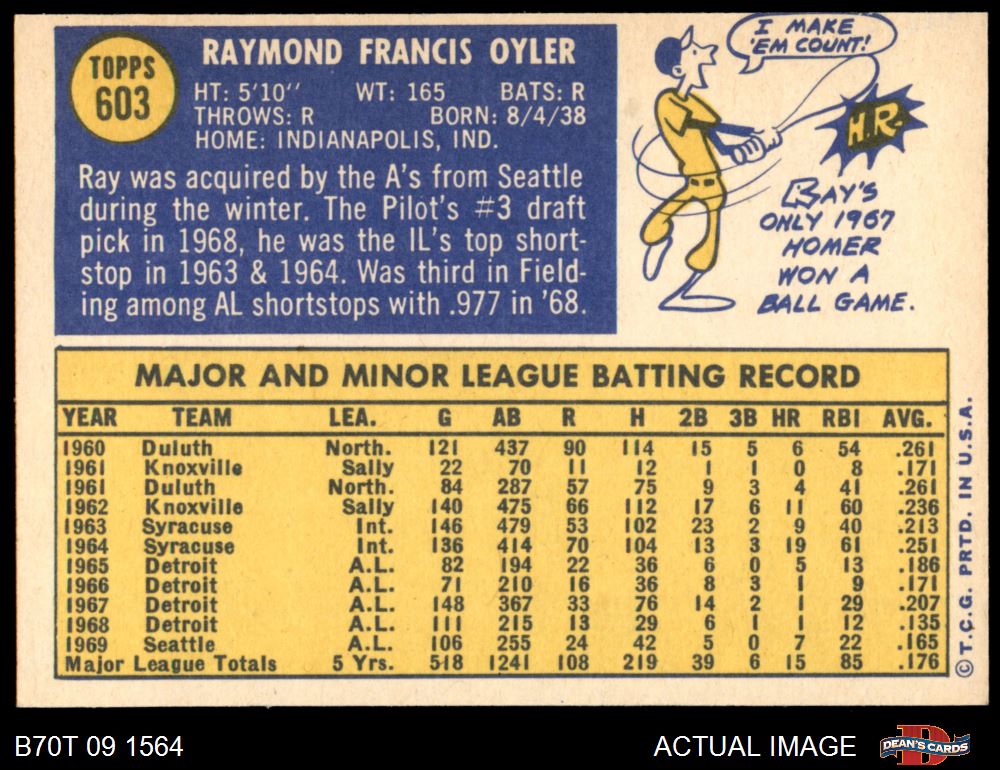 TOPPS
603
RAYMOND FRANCIS OYLER
HT: 5'10" WT: 165 BATS: R
THROWS: R BORN: 8/4/38
HOME: INDIANAPOLIS, IND.
Ray was acquired by the A's from Seattle
during the winter. The Pilot's #3 draft
pick in 1968, he was the IL's top short-
stop in 1963 & 1964. Was third in Field-
ing among AL shortstops with .977 in '68.
I MAKE
'EM COUNT!
H.R.
RAY'S
ONLY 1967
HOMER
WON A
BALL GAME.
MAJOR AND MINOR LEAGUE BATTING RECORD
YEAR TEAM LEA. G AB R H 2B 3B HR RBI AVG.
1960 Duluth North. 121 437 90 114 15 5 6 54 .261
1961 Knoxville Sally 22 70 11 12 1 1 0 8 .171
1961 Duluth North. 84 287 57 75 9 3 4 41 .261
1962 Knoxville Sally 140 475 66 112 17 6 11 60 .236
1963 Syracuse Int. 146 479 53 102 23 2 9 40 .213
1964 Syracuse Int. 136 414 70 104 13 3 19 61 .251
1965 Detroit A.L. 82 194 22 36 6 0 5 13 .186
1966 Detroit A.L. 71 210 16 36 8 3 1 9 .171
1967 Detroit A.L. 148 367 33 76 14 2 1 29 .207
1968 Detroit A.L. 111 215 13 29 6 1 1 12 .135
1969 Seattle A.L. 106 255 24 42 5 0 7 22 .165
Major League Totals 5 Yrs. 518 1241 108 219 39 6 15 85 .176
© T.C.G. PRTD. IN U.S.A.
B70T 09 1564
ACTUAL IMAGE
D
DEAN'S CARDS